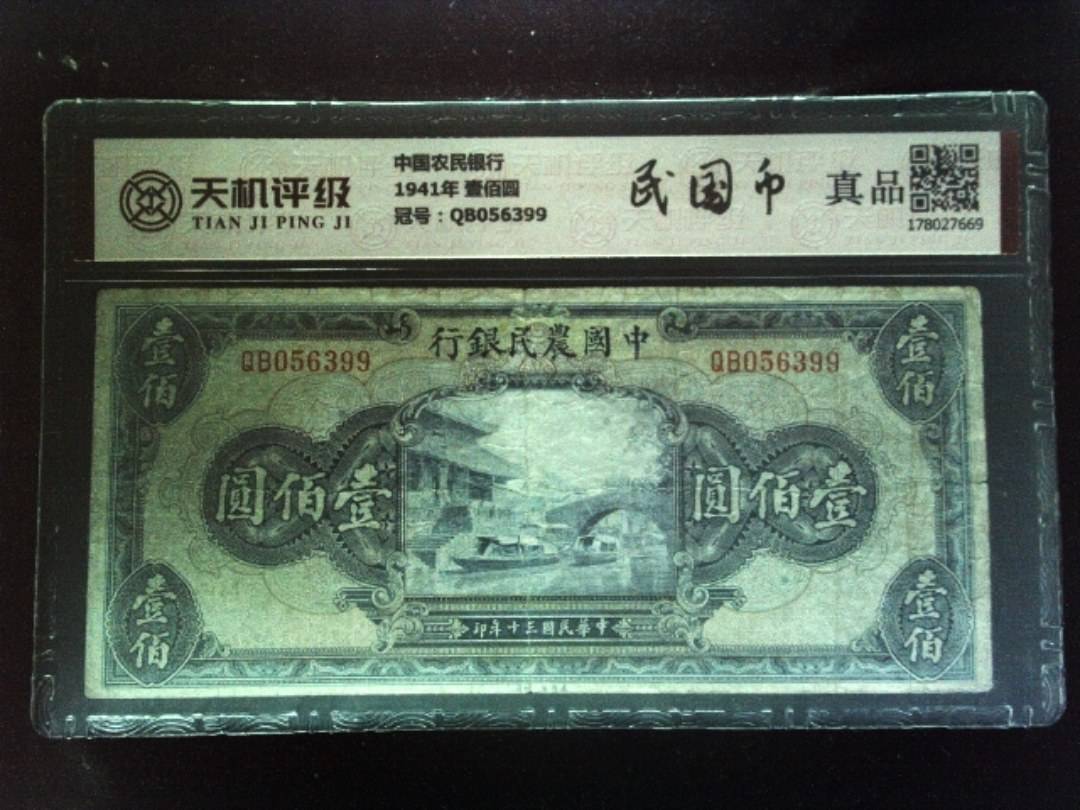 天机评级
TIAN JI PING JI
中国农民银行
1941年 壹佰圆
冠号：QB056399
民国币
真品
178027669
行銀民農國中
QB056399
QB056399
壹佰
壹佰
圓佰壹
圓佰壹
壹佰
壹佰
印年十三國民華中